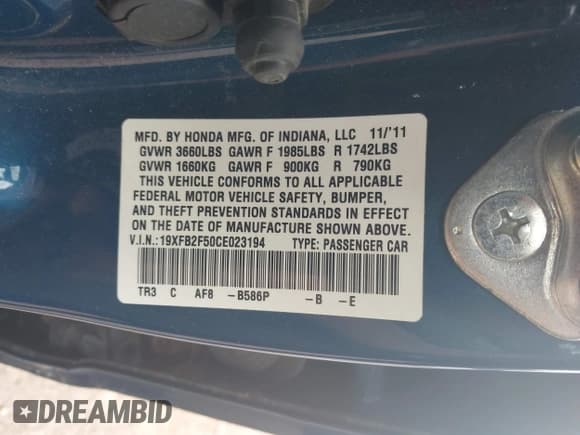 MFD. BY HONDA MFG. OF INDIANA, LLC 11/'11
GVWR 3660LBS GAWR F 1985LBS R 1742LBS
GVWR 1660KG GAWR F 900KG R 790KG
THIS VEHICLE CONFORMS TO ALL APPLICABLE
FEDERAL MOTOR VEHICLE SAFETY, BUMPER,
AND THEFT PREVENTION STANDARDS IN EFFECT
ON THE DATE OF MANUFACTURE SHOWN ABOVE.
V.I.N.:19XFB2F50CE023194 TYPE: PASSENGER CAR
TR3 C AF8 -B586P -B -E
DREAMBID